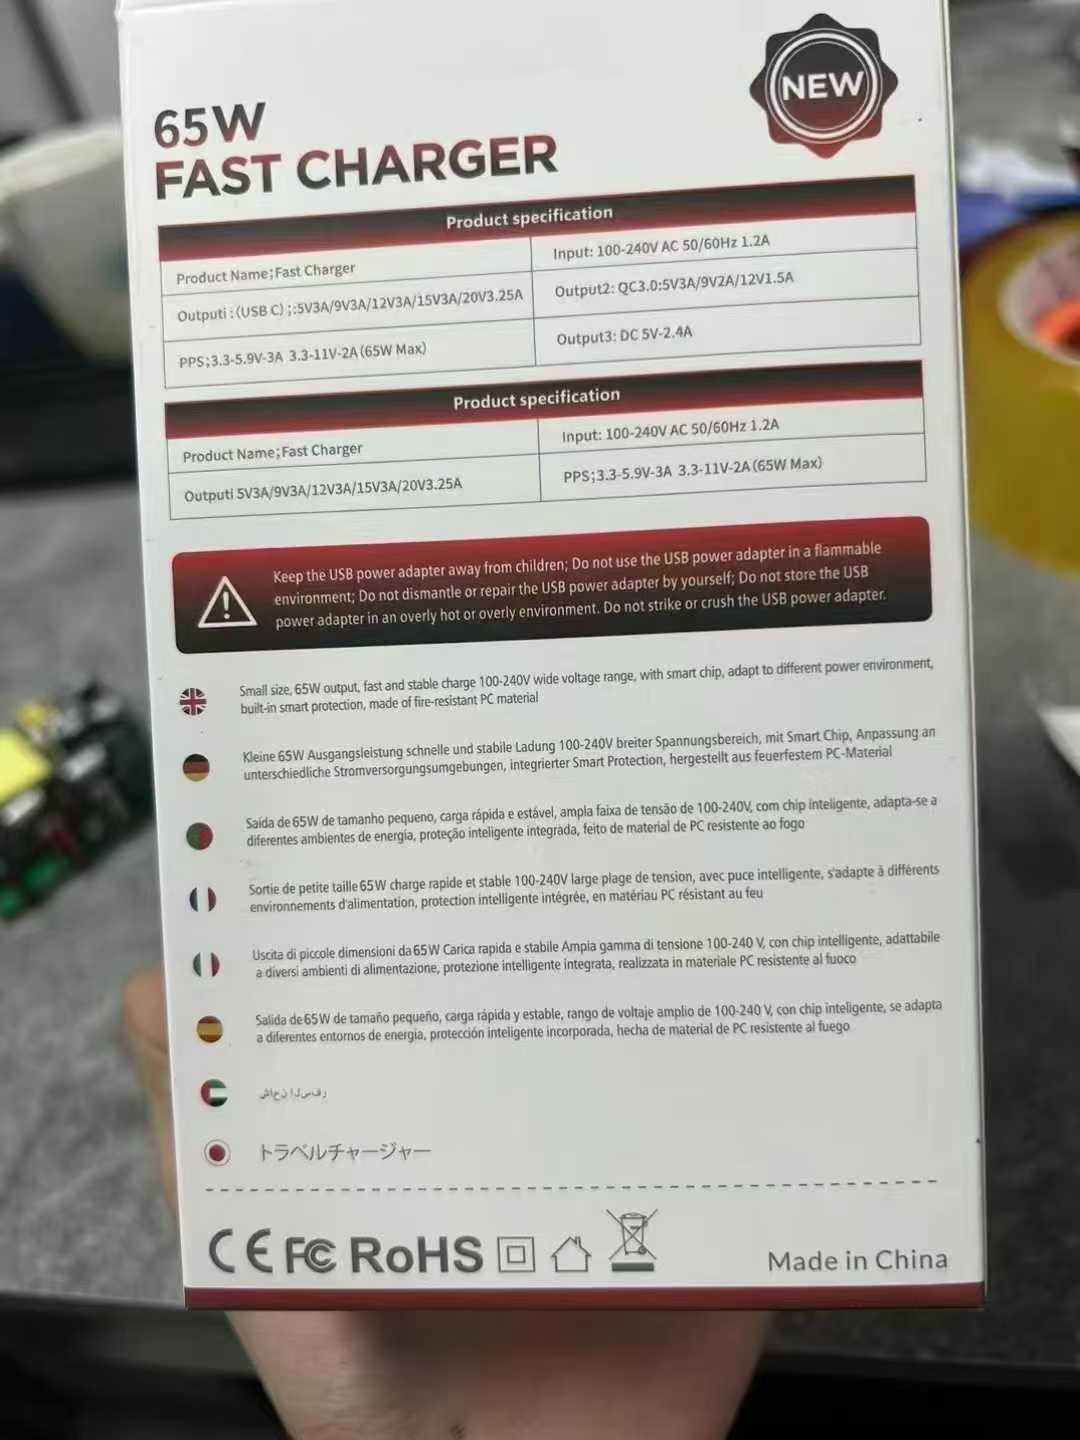 NEW
65W
FAST CHARGER
Product specification
Product Name;Fast Charger
Input: 100-240V AC 50/60Hz 1.2A
Outputi :(USB C) ;:5V3A/9V3A/12V3A/15V3A/20V3.25A
Output2: QC3.0:5V3A/9V2A/12V1.5A
PPS;3.3-5.9V-3A 3.3-11V-2A(65W Max)
Output3: DC 5V-2.4A
Product specification
Product Name;Fast Charger
Input: 100-240V AC 50/60Hz 1.2A
Outputi 5V3A/9V3A/12V3A/15V3A/20V3.25A
PPS;3.3-5.9V-3A 3.3-11V-2A(65W Max)
Keep the USB power adapter away from children; Do not use the USB power adapter in a flammable
environment; Do not dismantle or repair the USB power adapter by yourself; Do not store the USB
power adapter in an overly hot or overly environment. Do not strike or crush the USB power adapter.
Small size, 65W output, fast and stable charge 100-240V wide voltage range, with smart chip, adapt to different power environment,
built-in smart protection, made of fire-resistant PC material
Kleine 65W Ausgangsleistung schnelle und stabile Ladung 100-240V breiter Spannungsbereich, mit Smart Chip, Anpassung an
unterschiedliche Stromversorgungsumgebungen, integrierter Smart Protection, hergestellt aus feuerfestem PC-Material
Saída de 65W de tamanho pequeno, carga rápida e estável, ampla faixa de tensão de 100-240V, com chip inteligente, adapta-se a
diferentes ambientes de energia, proteção inteligente integrada, feito de material de PC resistente ao fogo
Sortie de petite taille 65W charge rapide et stable 100-240V large plage de tension, avec puce intelligente, s'adapte à différents
environnements d'alimentation, protection intelligente intégrée, en matériau PC résistant au feu
Uscita di piccole dimensioni da 65W Carica rapida e stabile Ampia gamma di tensione 100-240 V, con chip intelligente, adattabile
a diversi ambienti di alimentazione, protezione intelligente integrata, realizzata in materiale PC resistente al fuoco
Salida de 65W de tamaño pequeño, carga rápida y estable, rango de voltaje amplio de 100-240 V, con chip inteligente, se adapta
a diferentes entornos de energia, protección inteligente incorporada, hecha de material de PC resistente al fuego
トラベルチャージャー
CE FC RoHS
Made in China